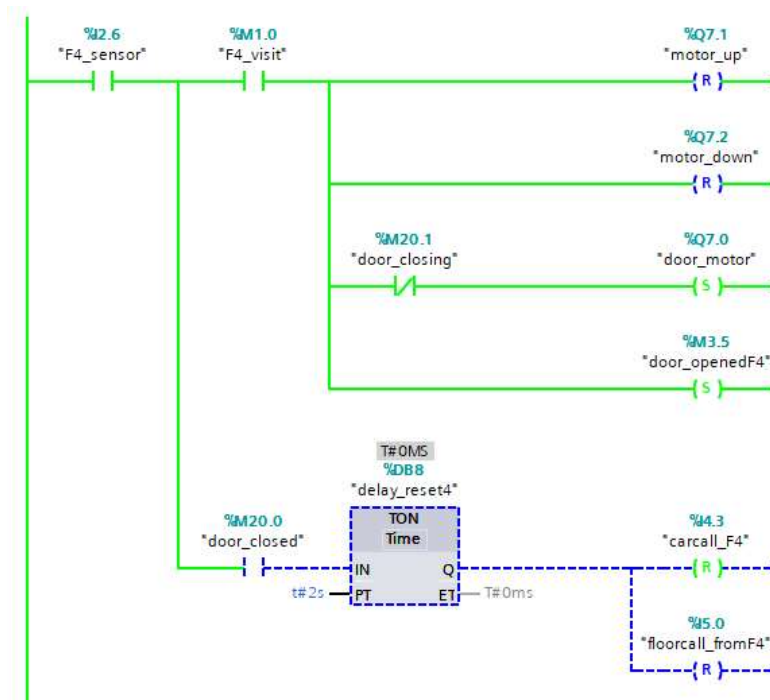 %I2.6
"F4_sensor"
%M1.0
"F4_visit"
%Q7.1
"motor_up"
R
%Q7.2
"motor_down"
R
%M20.1
"door_closing"
%Q7.0
"door_motor"
S
%M3.5
"door_openedF4"
S
T#0MS
%DB8
"delay_reset4"
%M20.0
"door_closed"
TON
Time
%I4.3
"carcall_F4"
IN
Q
R
t#2s
PT
ET
T#0ms
%I5.0
"floorcall_fromF4"
R